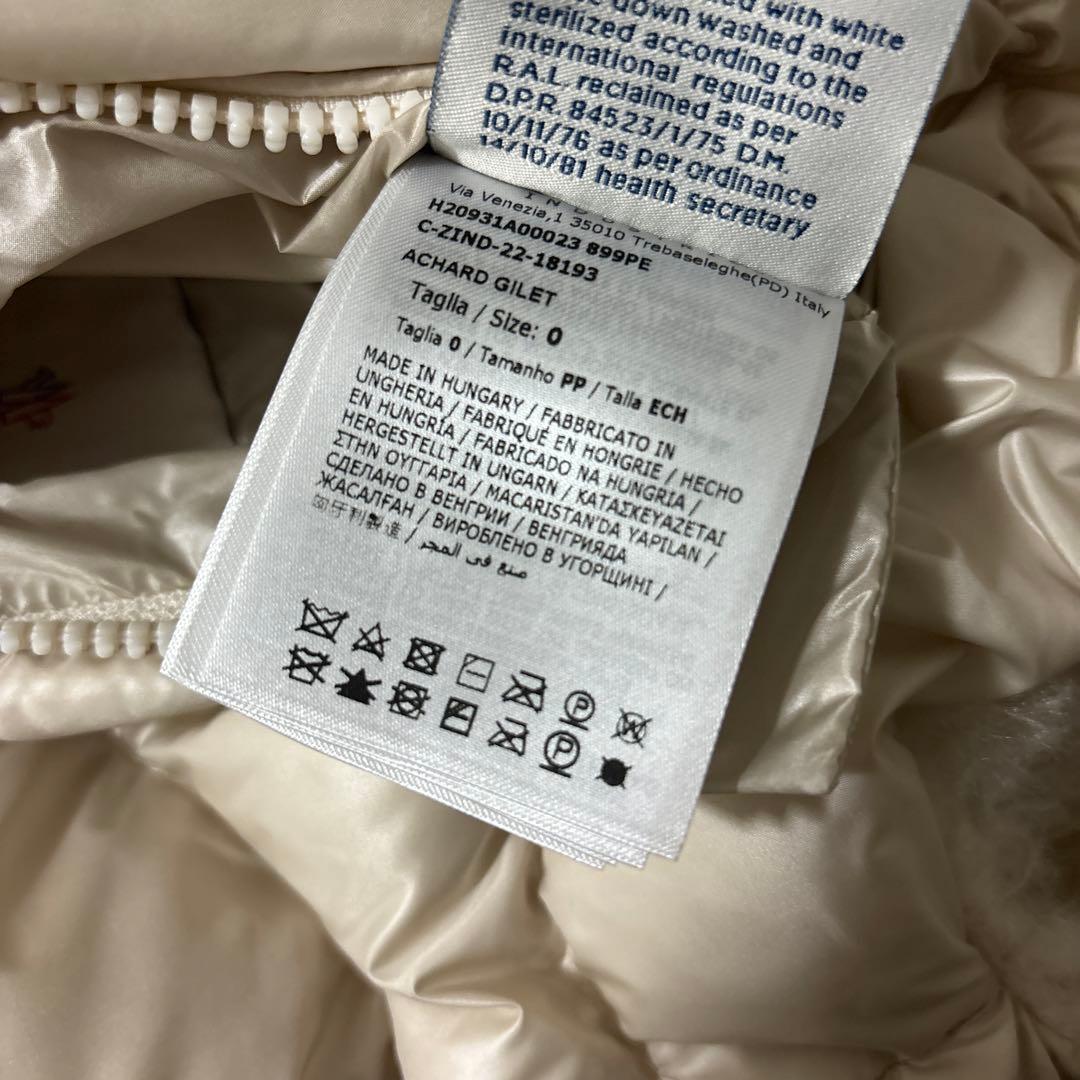 with white
down washed and
sterilized according to the
international regulations
R.A.L. reclaimed as per
D.P.R. 84523/1/75 D.M.
10/11/76 as per ordinance
14/10/81 health secretary
Via Venezia,1 35010 Trebaseleghe(PD) Italy
H20931A00023 899PE
C-ZIND-22-18193
ACHARD GILET
Taglia / Size: 0
Taglia 0 / Tamanho PP / Talla ECH
MADE IN HUNGARY / FABBRICATO IN
UNGHERIA / FABRIQUÉ EN HONGRIE / HECHO
EN HUNGRÍA / FABRICADO NA HUNGRIA /
HERGESTELLT IN UNGARN / ΚΑΤΑΣΚΕΥΑΖΕΤΑΙ
ΣΤΗΝ ΟΥΓΓΑΡΙΑ / MACARISTAN'DA YAPILAN /
СДЕЛАНО В ВЕНГРИИ / ВЕНГРИЯДА
ЖАСАЛҒАН / ВИРОБЛЕНО В УГОРЩИНІ /
匈牙利製造 / صنع في المجر